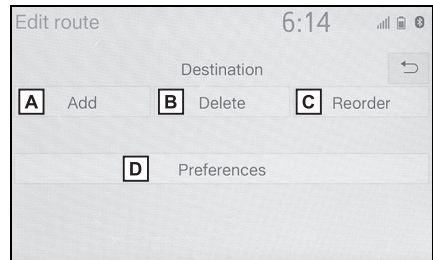 Edit route 6:14
Destination
A Add B Delete C Reorder
D Preferences